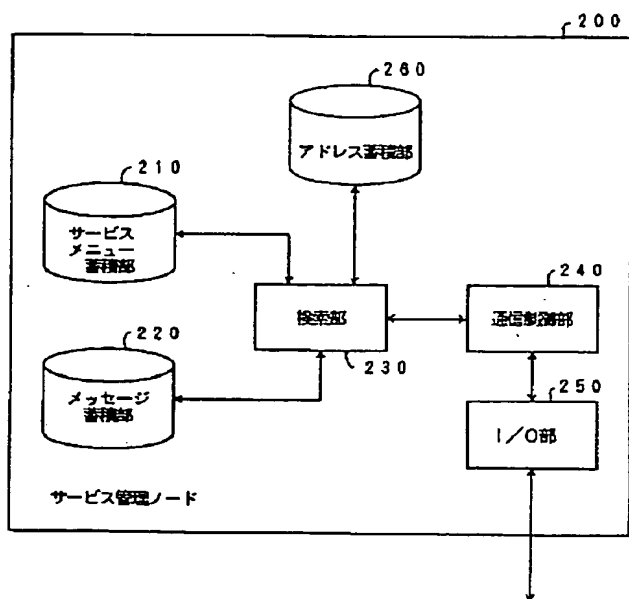 200
260
アドレス蓄積部
210
サービス
メニュー
蓄積部
240
検索部
通信制御部
220
230
250
メッセージ
蓄積部
I/O部
サービス管理ノード